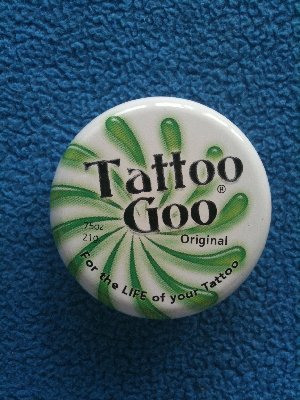 Tattoo
Goo®
Original
.75oz
21g
For the LIFE of your Tattoo